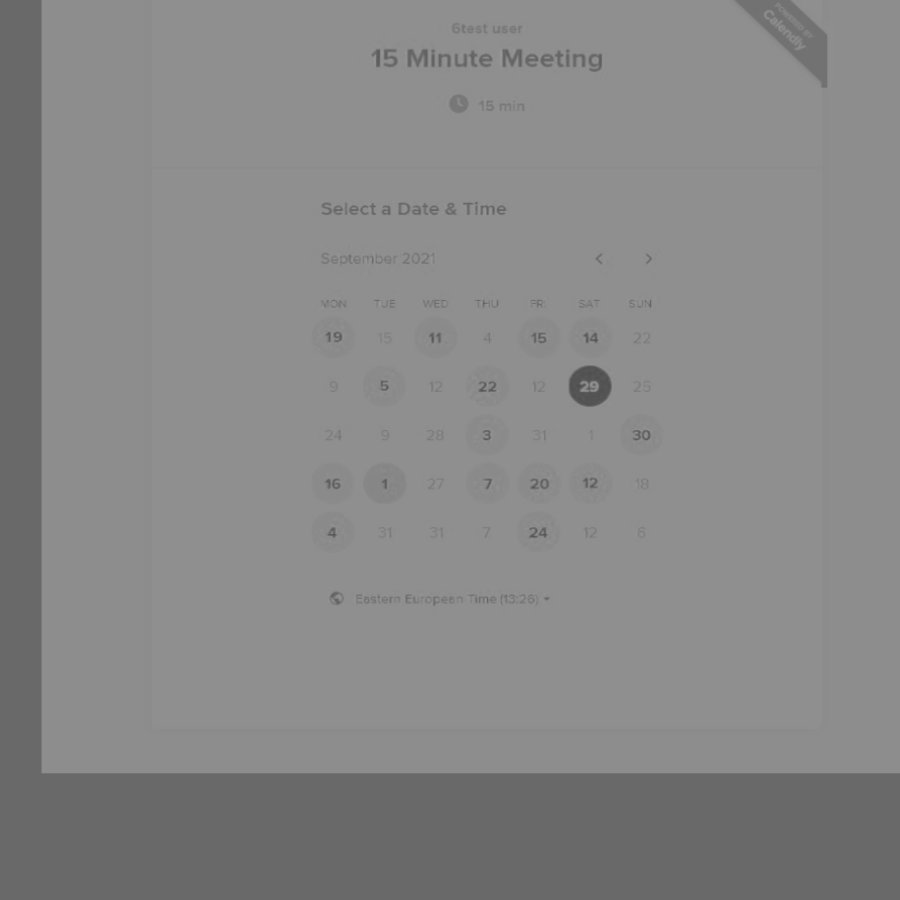 6test user
15 Minute Meeting
15 min
POWERED BY
Calendly
Select a Date & Time
September 2021
MON TUE WED THU FRI SAT SUN
19 15 11 4 15 14 22
9 5 12 22 12 29 25
24 9 28 3 31 1 30
16 1 27 7 20 12 18
4 31 31 7 24 12 6
Eastern European Time (13:26)